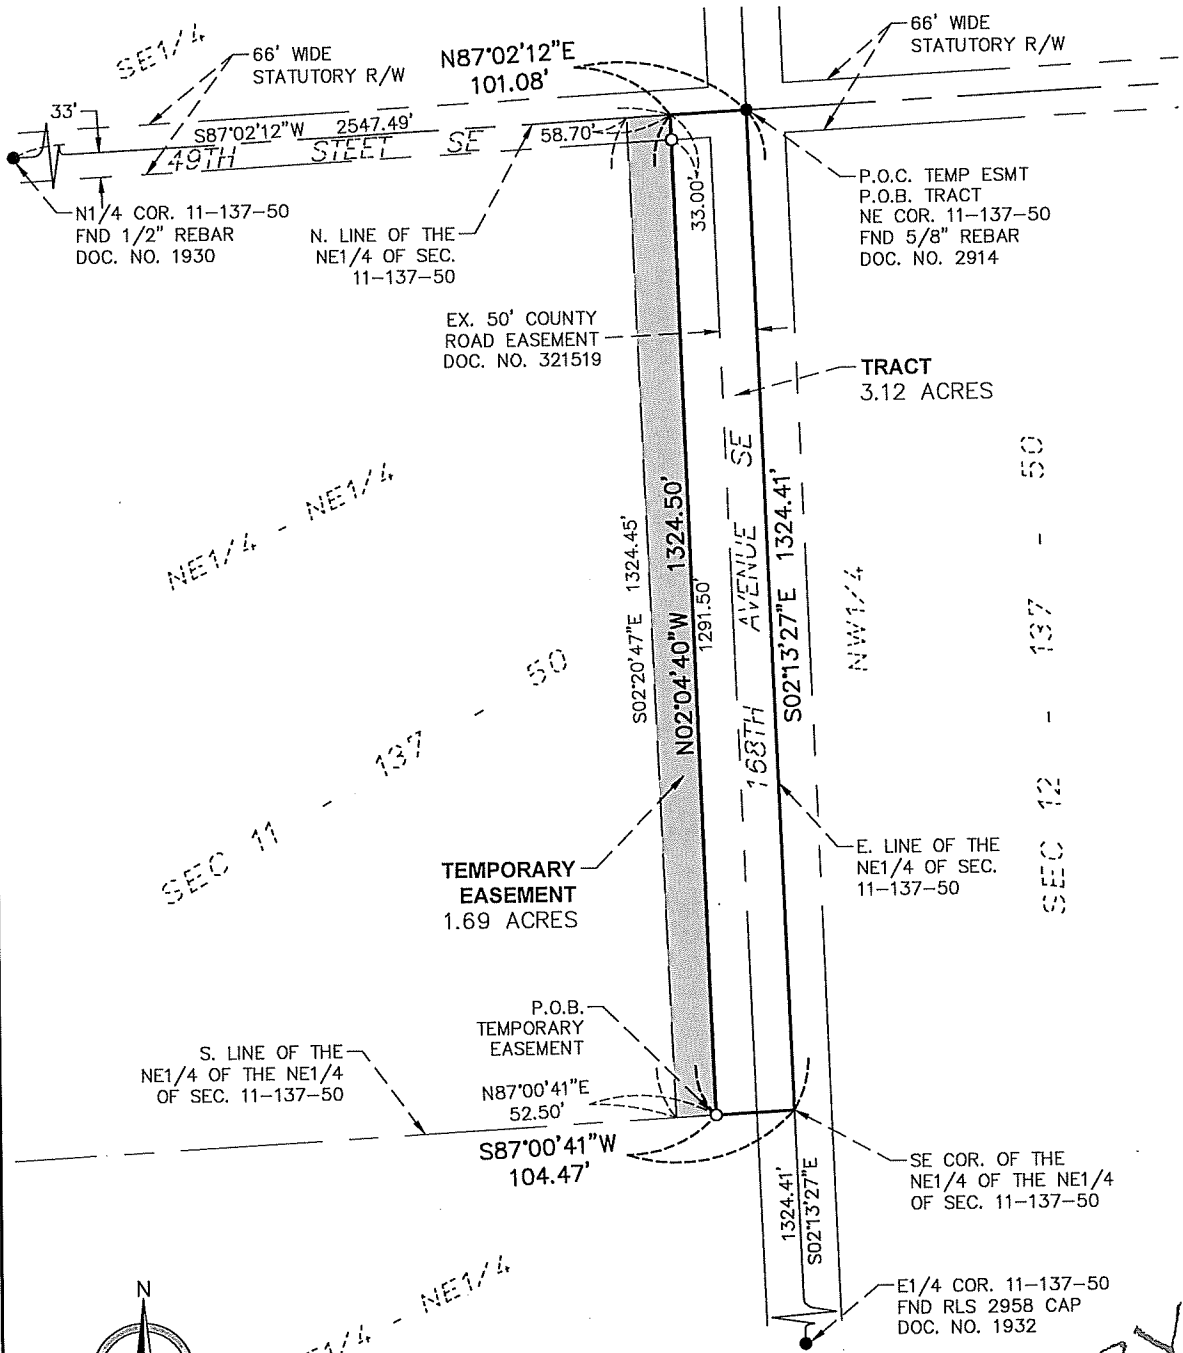 SE1/4
66' WIDE
STATUTORY R/W
N87°02'12"E
101.08'
66' WIDE
STATUTORY R/W
33'
S87°02'12"W 2547.49'
49TH STEET SE
58.70'
33.00'
N1/4 COR. 11-137-50
FND 1/2" REBAR
DOC. NO. 1930
N. LINE OF THE
NE1/4 OF SEC.
11-137-50
P.O.C. TEMP ESMT
P.O.B. TRACT
NE COR. 11-137-50
FND 5/8" REBAR
DOC. NO. 2914
EX. 50' COUNTY
ROAD EASEMENT
DOC. NO. 321519
TRACT
3.12 ACRES
NE1/4 - NE1/4
S02°20'47"E 1324.45'
N02°04'40"W 1324.50'
1291.50'
168TH AVENUE SE
S02°13'27"E 1324.41'
NW1/4
SEC 12 - 137 - 50
SEC 11 - 137 - 50
TEMPORARY
EASEMENT
1.69 ACRES
E. LINE OF THE
NE1/4 OF SEC.
11-137-50
P.O.B.
TEMPORARY
EASEMENT
S. LINE OF THE
NE1/4 OF THE NE1/4
OF SEC. 11-137-50
N87°00'41"E
52.50'
S87°00'41"W
104.47'
SE COR. OF THE
NE1/4 OF THE NE1/4
OF SEC. 11-137-50
1324.41'
S02°13'27"E
E1/4 COR. 11-137-50
FND RLS 2958 CAP
DOC. NO. 1932
N
1/4 - NE1/4